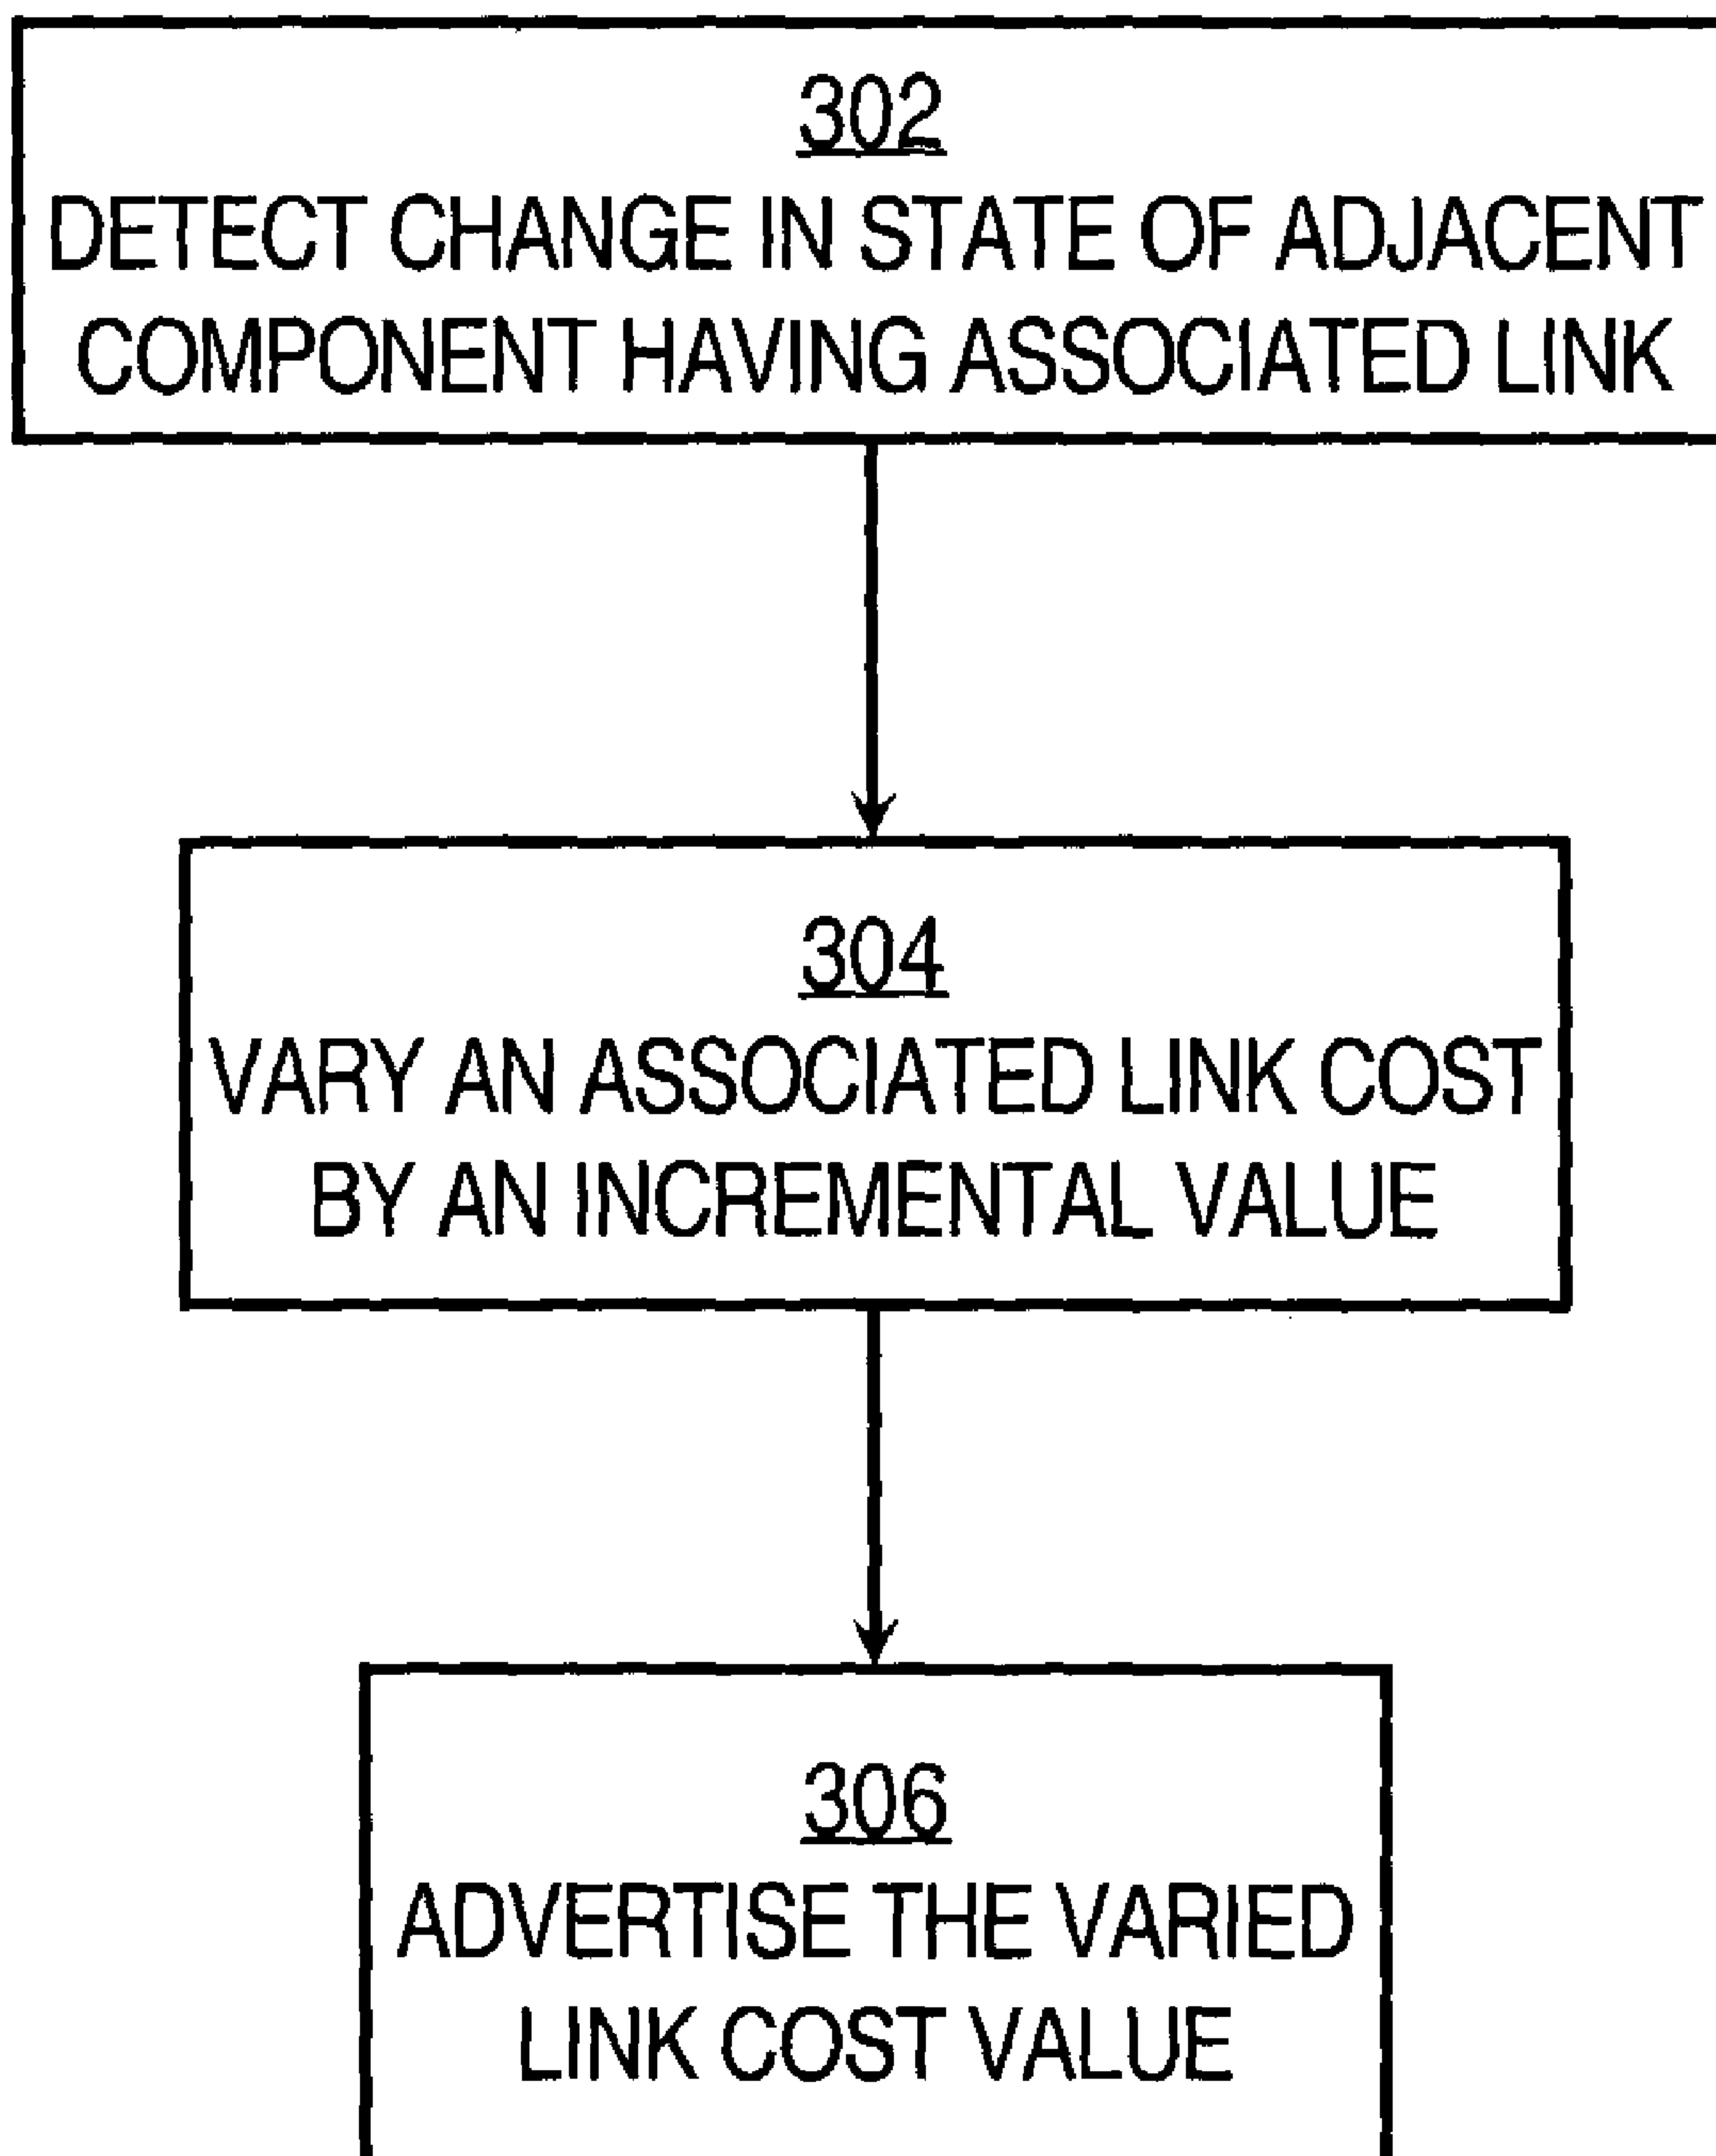 302
DETECT CHANGE IN STATE OF ADJACENT
COMPONENT HAVING ASSOCIATED LINK
304
VARY AN ASSOCIATED LINK COST
BY AN INCREMENTAL VALUE
306
ADVERTISE THE VARIED
LINK COST VALUE